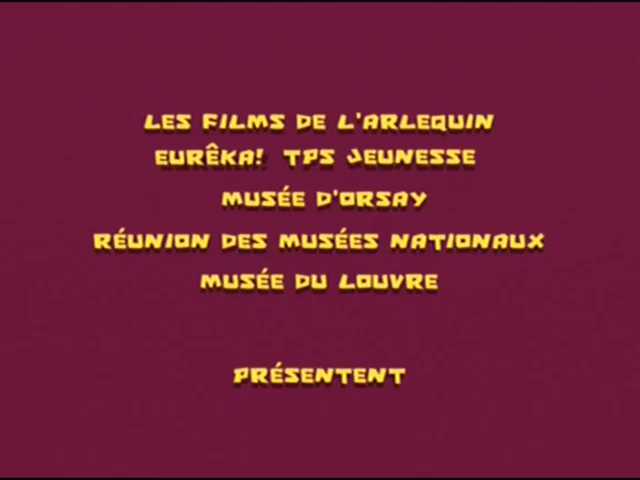 LES FILMS DE L'ARLEQUIN
EURÊKA! TPS JEUNESSE
MUSÉE D'ORSAY
RÉUNION DES MUSÉES NATIONAUX
MUSÉE DU LOUVRE
PRÉSENTENT